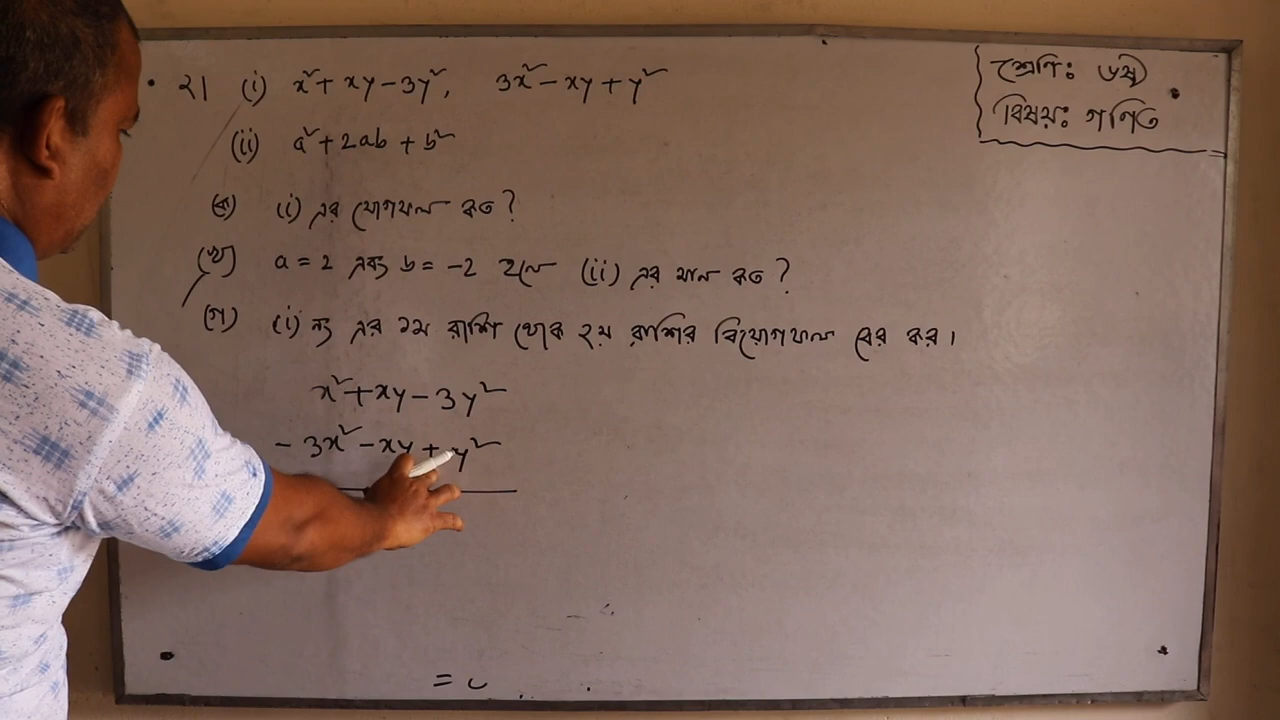 ২। (i) x² + xy - 3y², 3x² - xy + y²
শ্রেণি: ৬ষ্ঠ
বিষয়: গণিত
(ii) a² + 2ab + b²
(ক) (i) এর যোগফল কত?
(খ) a = 2 এবং b = -2 হলে (ii) এর মান কত?
(গ) (i) নং এর ১ম রাশি থেকে ২য় রাশির বিয়োগফল বের কর।
x² + xy - 3y²
- 3x² - xy + y²
=